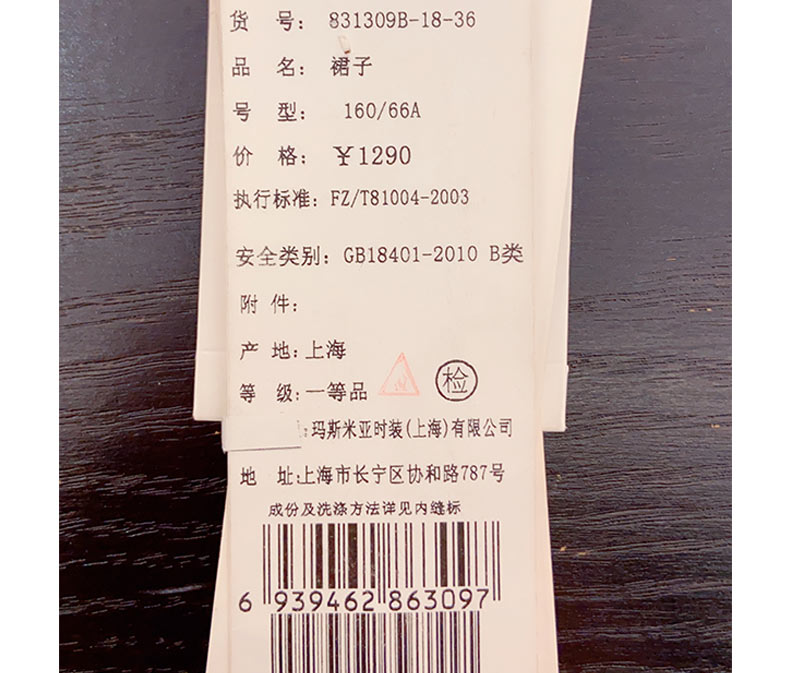 货 号: 831309B-18-36
品 名: 裙子
号 型: 160/66A
价 格: ¥1290
执行标准: FZ/T81004-2003
安全类别: GB18401-2010 B类
附 件:
产 地: 上海
等 级: 一等品 检
: 玛斯米亚时装(上海)有限公司
地 址: 上海市长宁区协和路787号
成份及洗涤方法详见内缝标
6 939462 863097